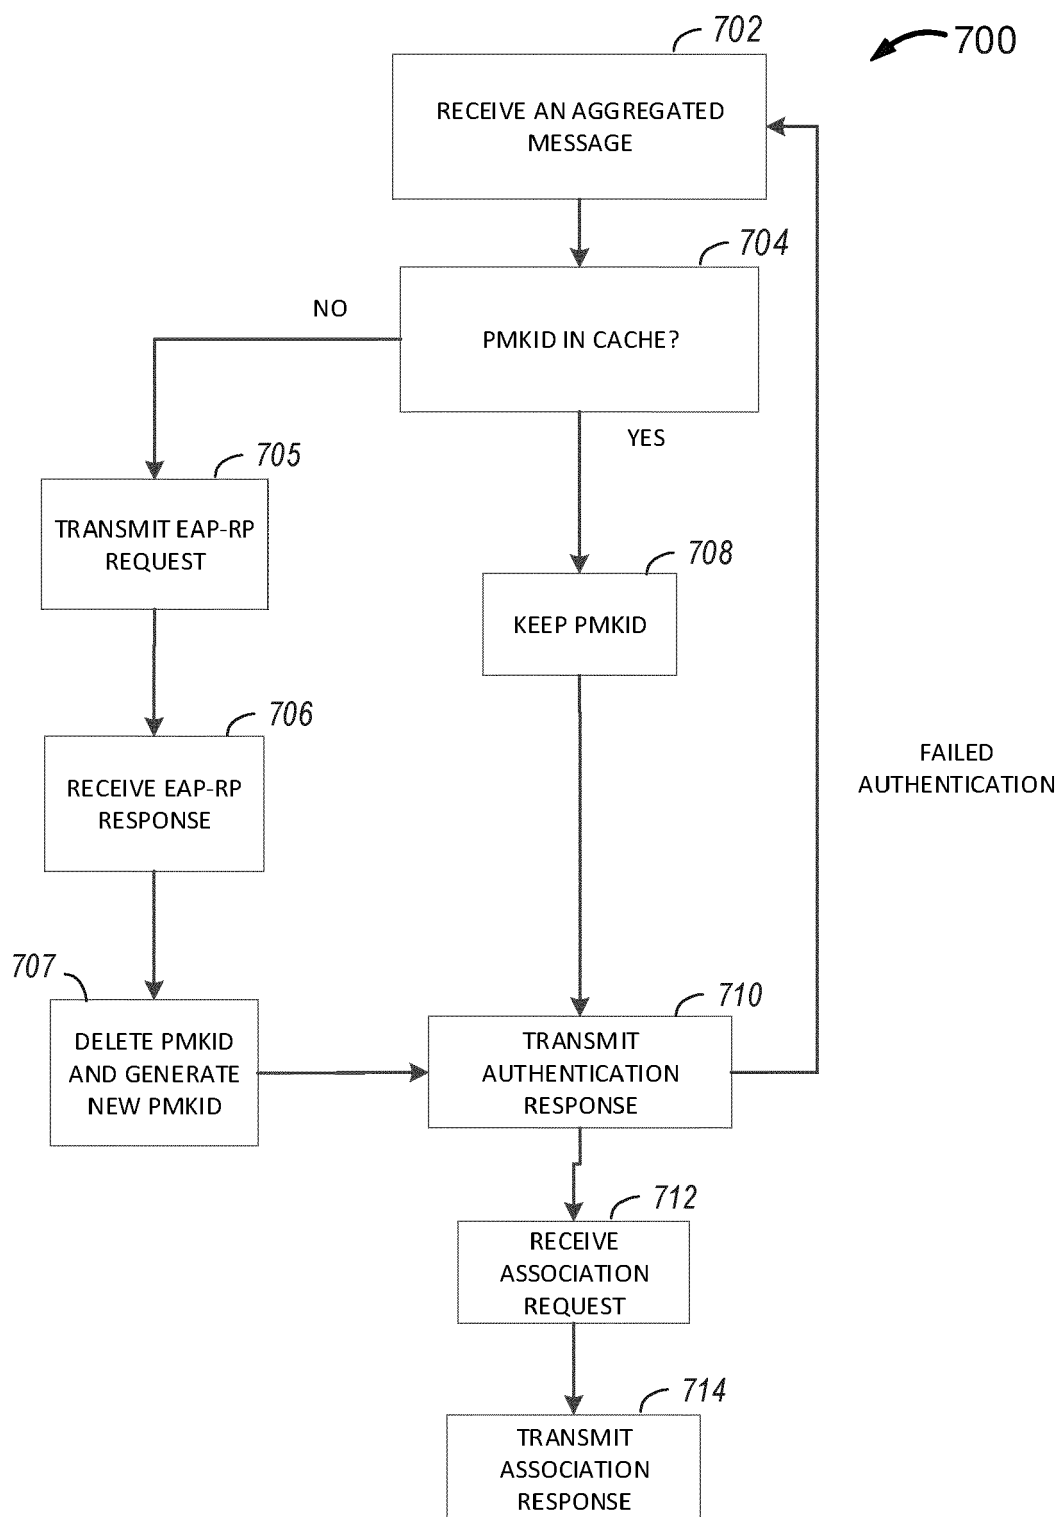 702
700
RECEIVE AN AGGREGATED
MESSAGE
704
NO
PMKID IN CACHE?
YES
705
TRANSMIT EAP-RP
REQUEST
708
KEEP PMKID
706
RECEIVE EAP-RP
RESPONSE
FAILED
AUTHENTICATION
707
DELETE PMKID
AND GENERATE
NEW PMKID
710
TRANSMIT
AUTHENTICATION
RESPONSE
712
RECEIVE
ASSOCIATION
REQUEST
714
TRANSMIT
ASSOCIATION
RESPONSE